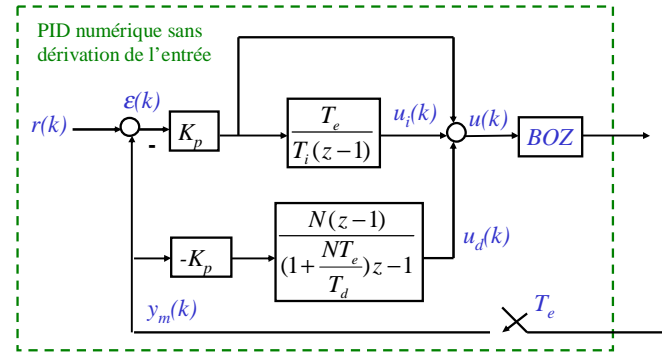 PID numérique sans
dérivation de l'entrée
ε(k)
r(k)
-
K_p
T_e
T_i(z−1)
u_i(k)
u(k)
BOZ
-K_p
N(z−1)
(1+ NT_e/T_d)z−1
u_d(k)
y_m(k)
T_e